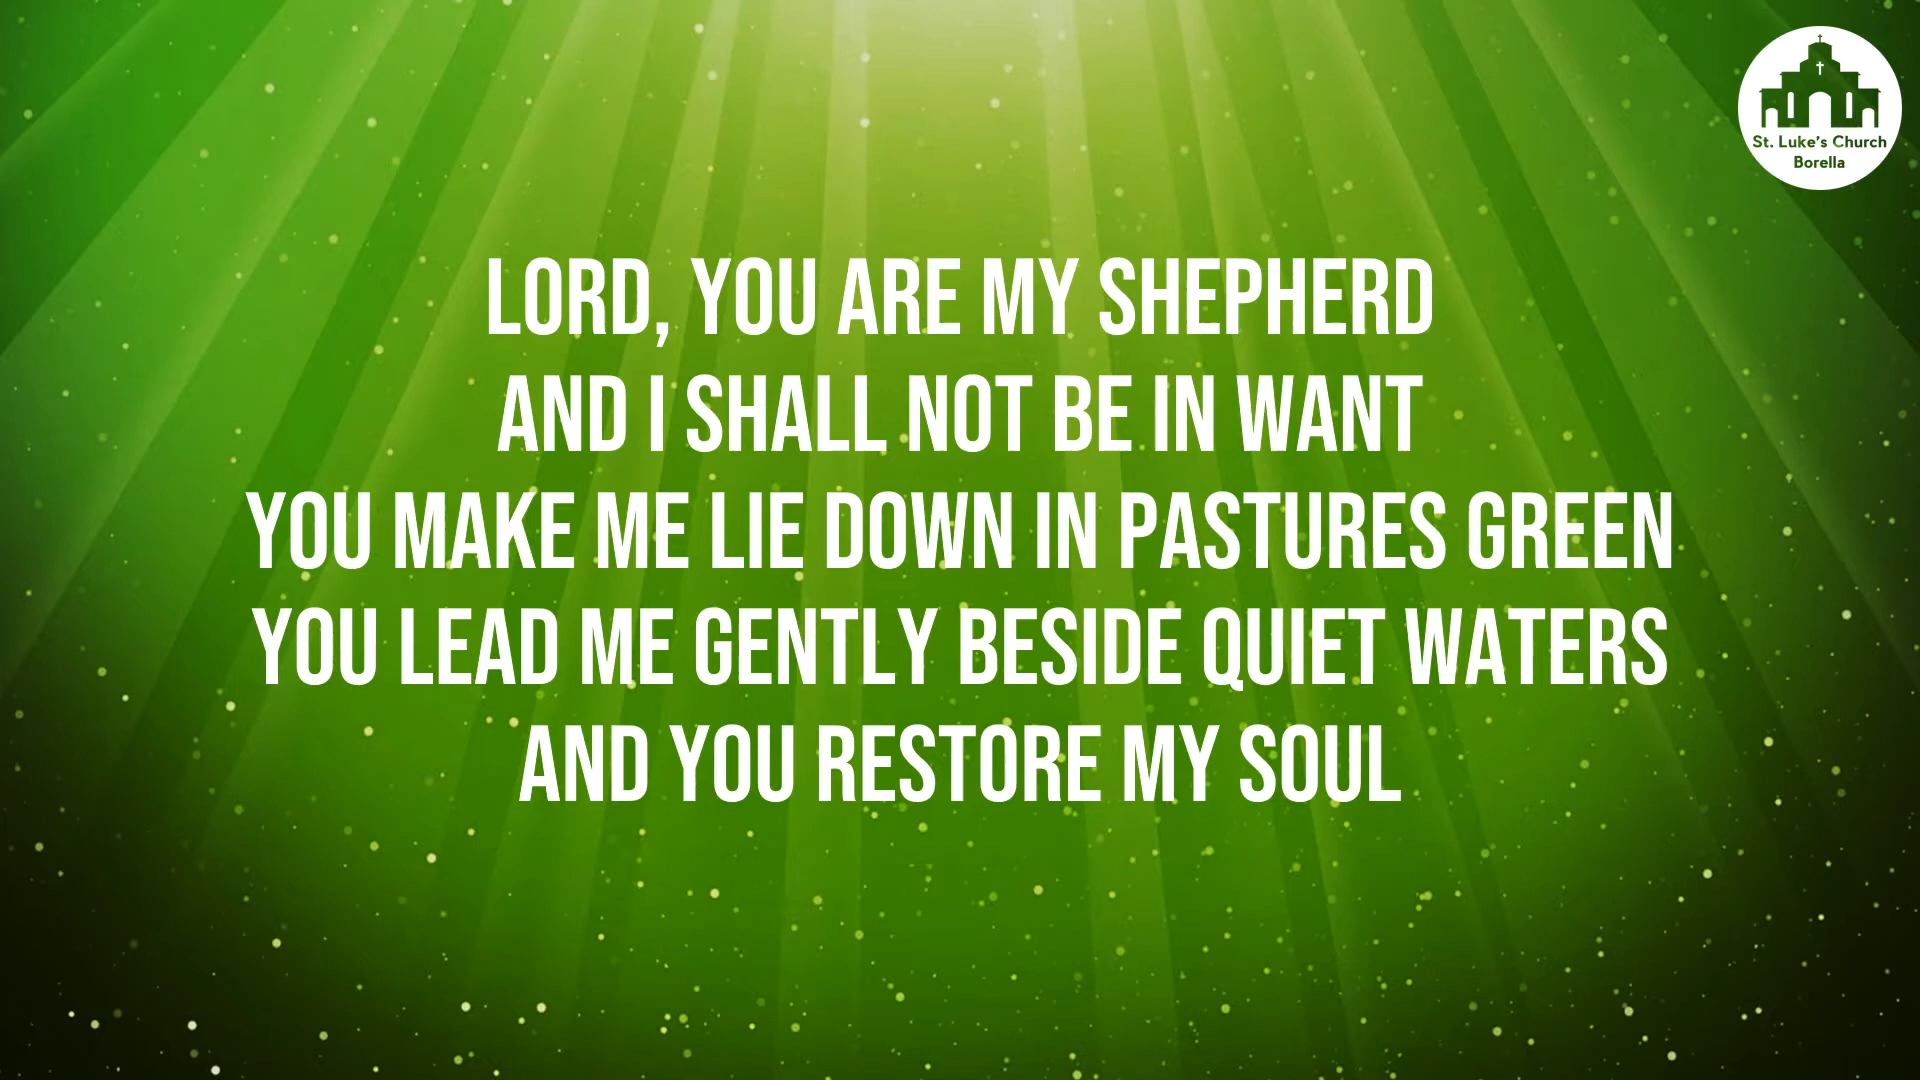 St. Luke's Church
Borella
LORD, YOU ARE MY SHEPHERD
AND I SHALL NOT BE IN WANT
YOU MAKE ME LIE DOWN IN PASTURES GREEN
YOU LEAD ME GENTLY BESIDE QUIET WATERS
AND YOU RESTORE MY SOUL